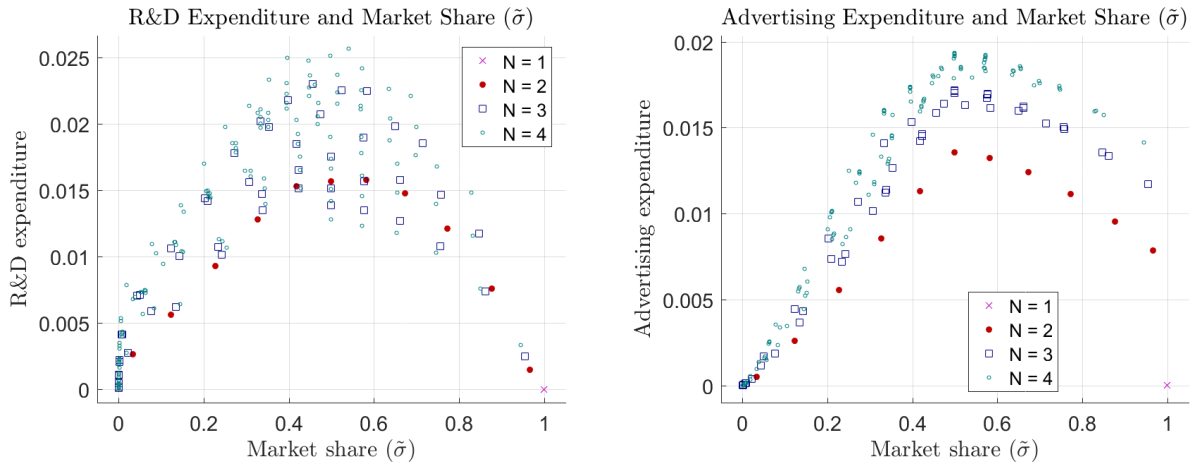 R&D Expenditure and Market Share (σ̃)
R&D expenditure
0.025
0.02
0.015
0.01
0.005
0
0 0.2 0.4 0.6 0.8 1
Market share (σ̃)
N = 1
N = 2
N = 3
N = 4
Advertising Expenditure and Market Share (σ̃)
Advertising expenditure
0.02
0.015
0.01
0.005
0
0 0.2 0.4 0.6 0.8 1
Market share (σ̃)
N = 1
N = 2
N = 3
N = 4